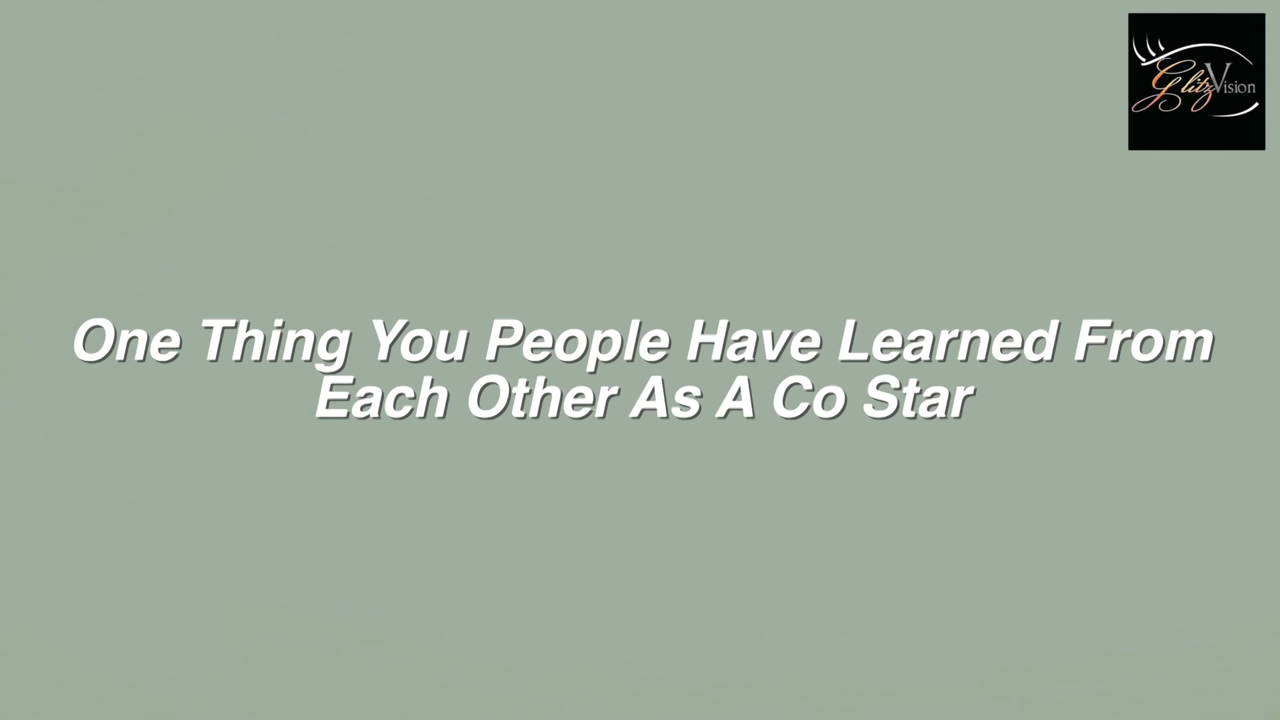 GlitzVision
One Thing You People Have Learned From
Each Other As A Co Star